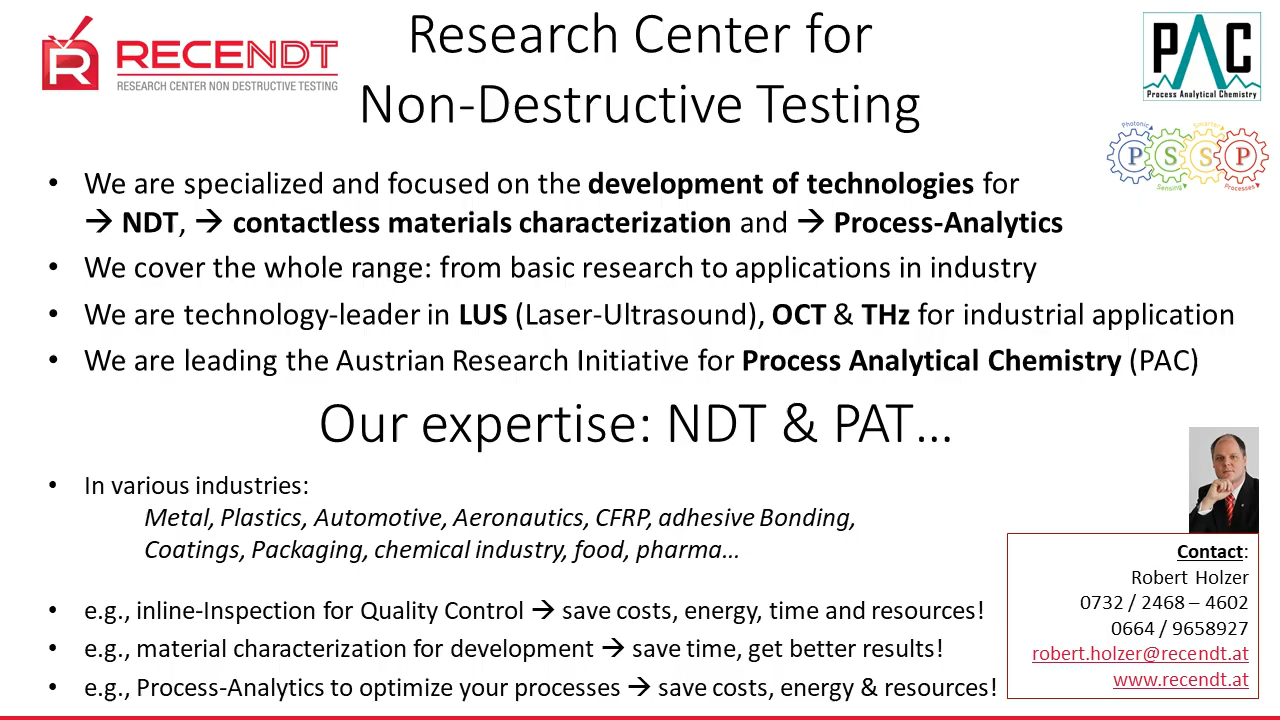 RECENDT
RESEARCH CENTER NON DESTRUCTIVE TESTING
Research Center for
Non-Destructive Testing
PAC
Process Analytical Chemistry
Photonic
Smarter
P S S P
Sensing
Processes
• We are specialized and focused on the development of technologies for
→ NDT, → contactless materials characterization and → Process-Analytics
• We cover the whole range: from basic research to applications in industry
• We are technology-leader in LUS (Laser-Ultrasound), OCT & THz for industrial application
• We are leading the Austrian Research Initiative for Process Analytical Chemistry (PAC)
Our expertise: NDT & PAT…
• In various industries:
Metal, Plastics, Automotive, Aeronautics, CFRP, adhesive Bonding,
Coatings, Packaging, chemical industry, food, pharma…
• e.g., inline-Inspection for Quality Control → save costs, energy, time and resources!
• e.g., material characterization for development → save time, get better results!
• e.g., Process-Analytics to optimize your processes → save costs, energy & resources!
Contact:
Robert Holzer
0732 / 2468 – 4602
0664 / 9658927
robert.holzer@recendt.at
www.recendt.at